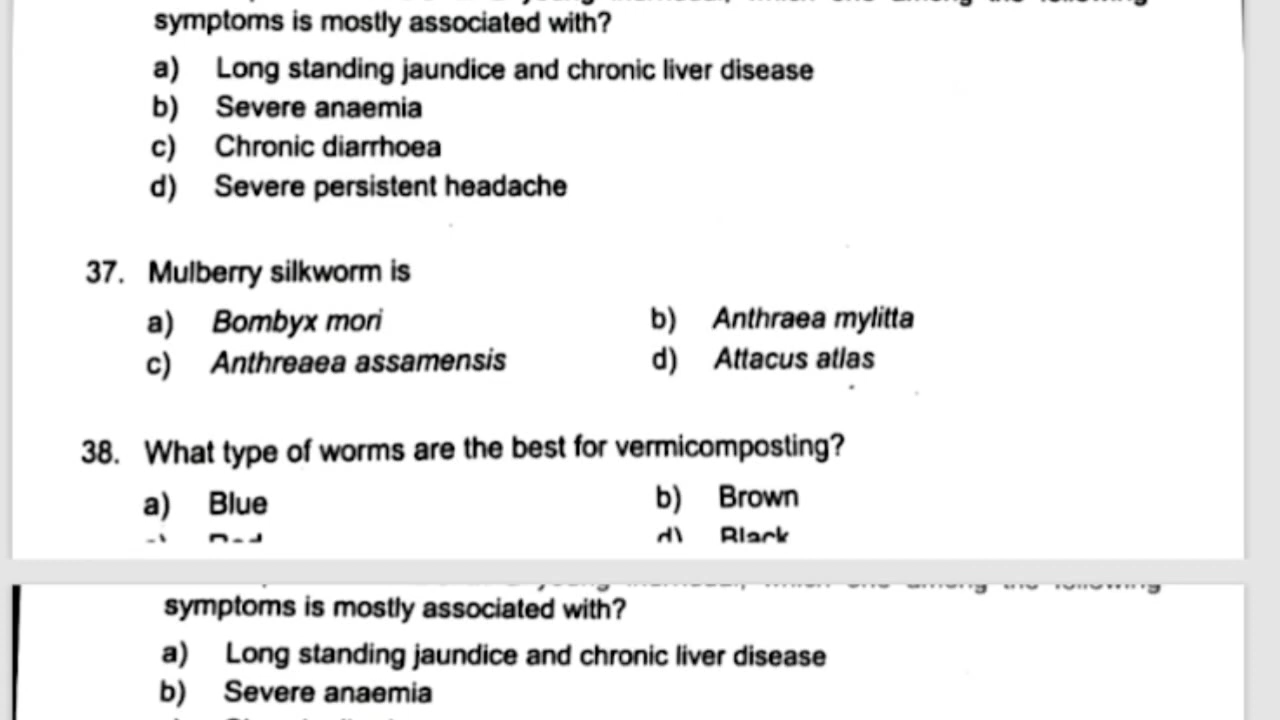 symptoms is mostly associated with?
a) Long standing jaundice and chronic liver disease
b) Severe anaemia
c) Chronic diarrhoea
d) Severe persistent headache
37. Mulberry silkworm is
a) Bombyx mori b) Anthraea mylitta
c) Anthreaea assamensis d) Attacus atlas
38. What type of worms are the best for vermicomposting?
a) Blue b) Brown
d) Black
symptoms is mostly associated with?
a) Long standing jaundice and chronic liver disease
b) Severe anaemia